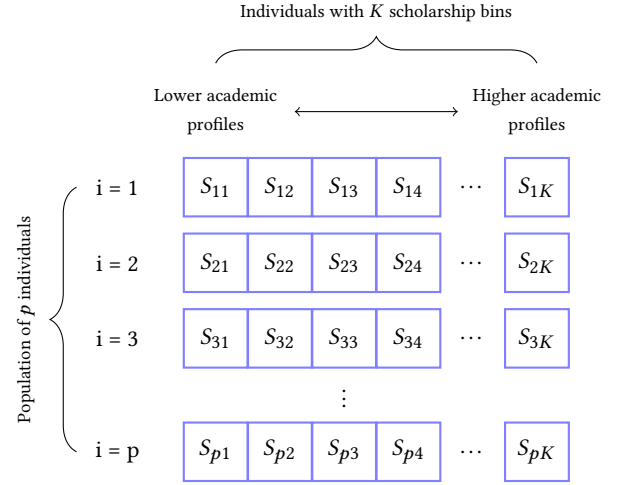 Individuals with K scholarship bins
Lower academic profiles
Higher academic profiles
Population of p individuals
i = 1 S₁₁ S₁₂ S₁₃ S₁₄ ⋯ S₁K
i = 2 S₂₁ S₂₂ S₂₃ S₂₄ ⋯ S₂K
i = 3 S₃₁ S₃₂ S₃₃ S₃₄ ⋯ S₃K
⋮
i = p Sₚ₁ Sₚ₂ Sₚ₃ Sₚ₄ ⋯ SₚK